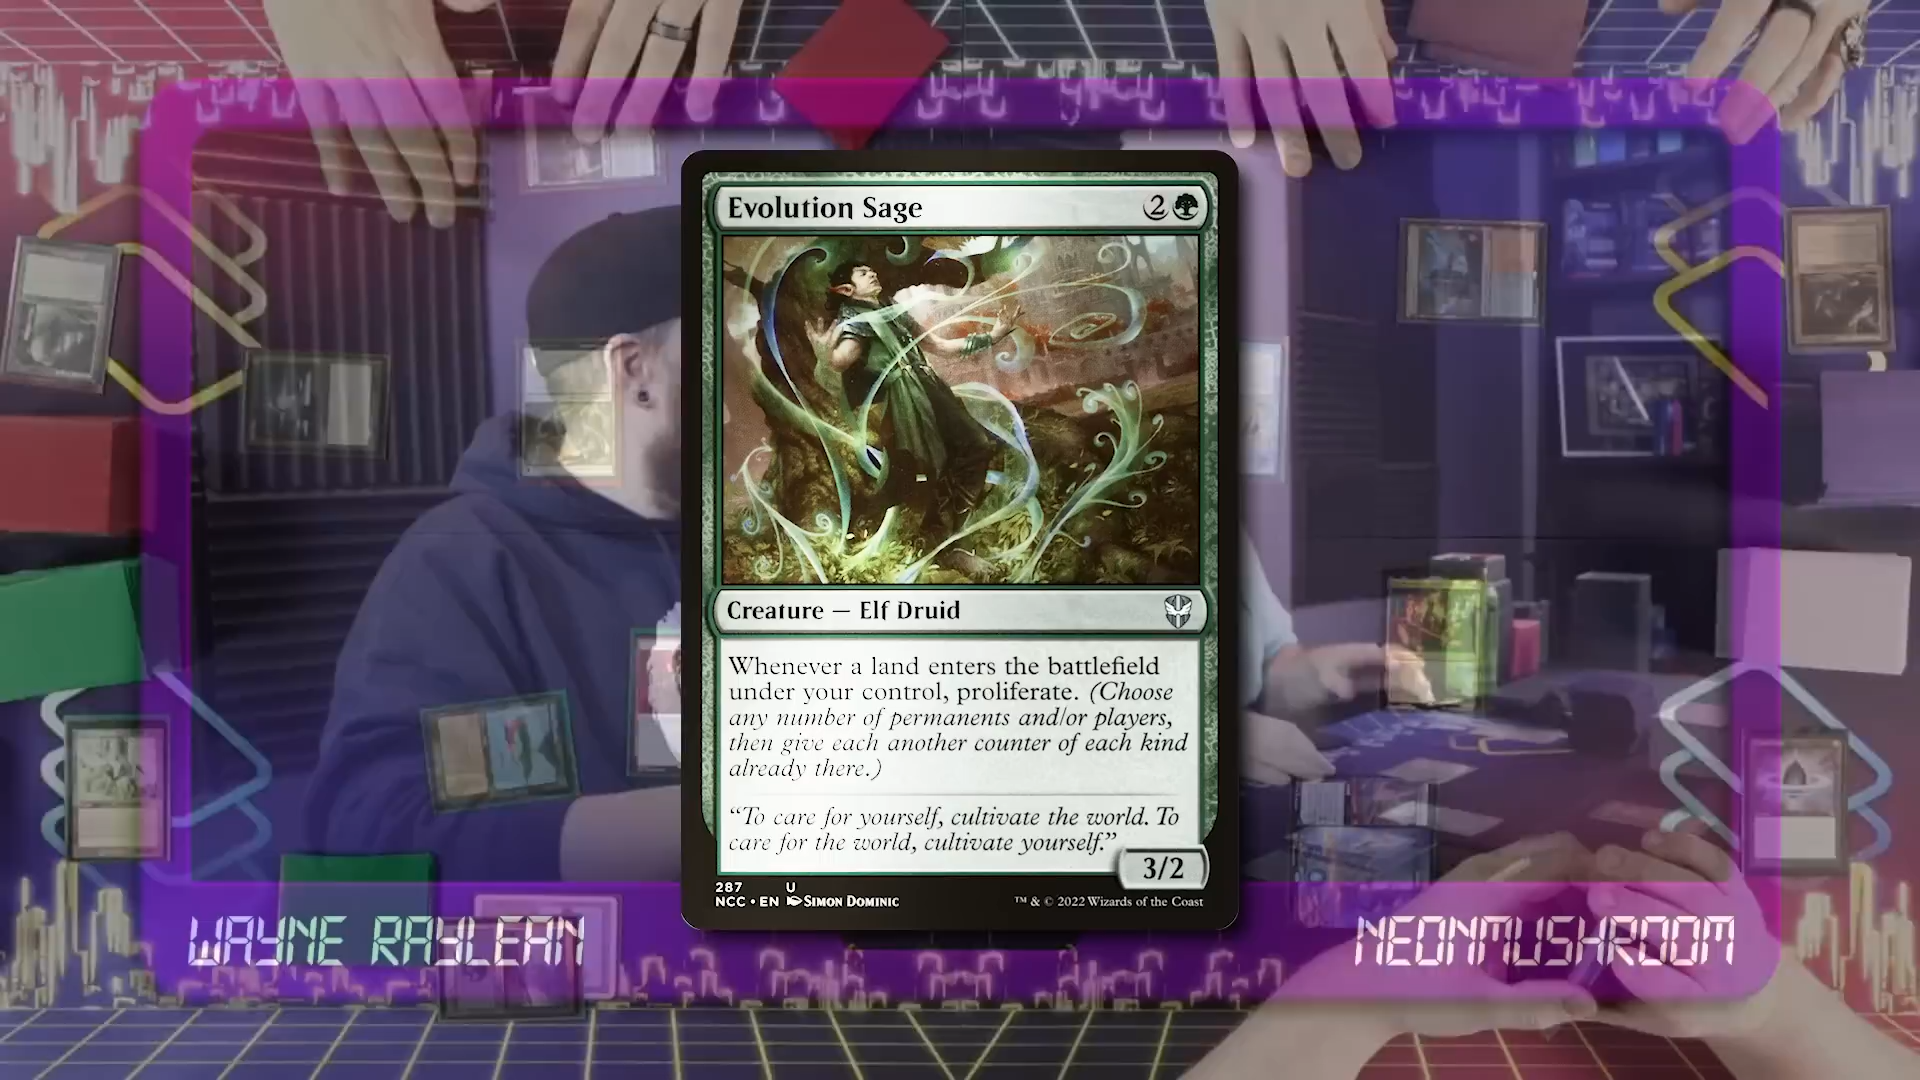 Evolution Sage 2
Creature — Elf Druid
Whenever a land enters the battlefield
under your control, proliferate. (Choose
any number of permanents and/or players,
then give each another counter of each kind
already there.)
“To care for yourself, cultivate the world. To
care for the world, cultivate yourself.”
3/2
287 U
NCC • EN SIMON DOMINIC ™ & © 2022 Wizards of the Coast
WAYNE RAYLEAN
NEONMUSHROOM